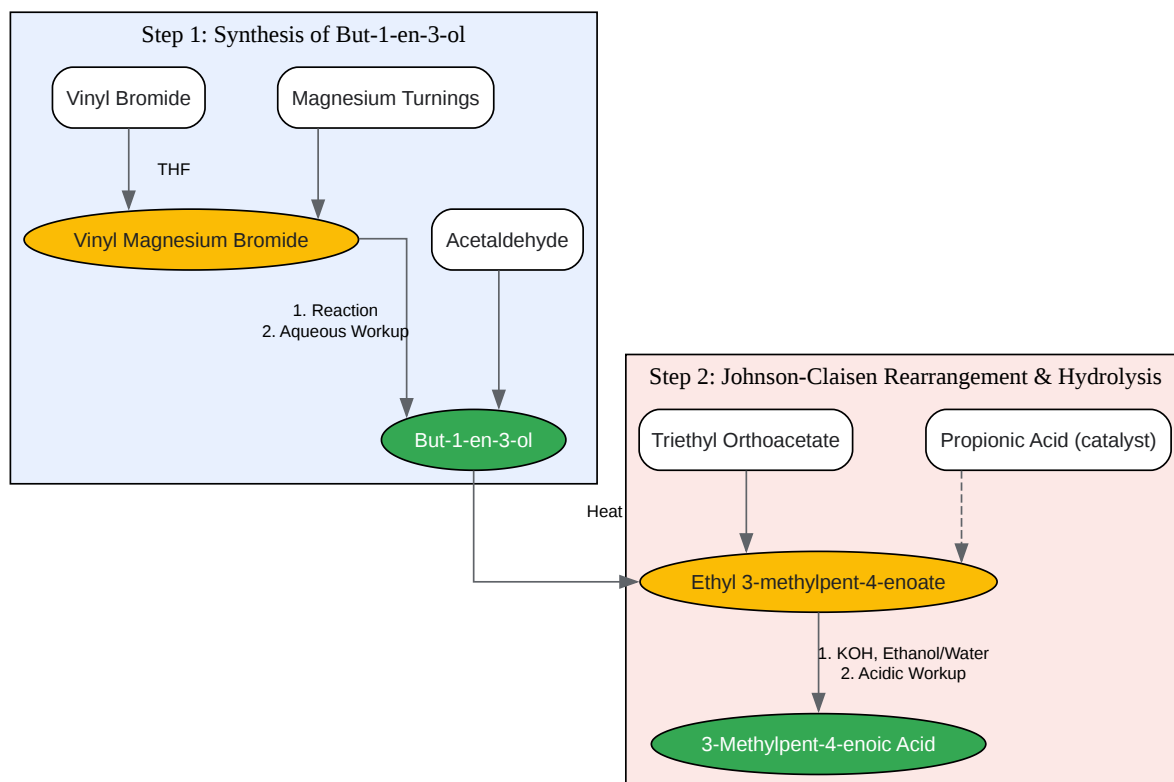 Step 1: Synthesis of But-1-en-3-ol
Vinyl Bromide
Magnesium Turnings
THF
Vinyl Magnesium Bromide
Acetaldehyde
1. Reaction
2. Aqueous Workup
But-1-en-3-ol
Step 2: Johnson-Claisen Rearrangement & Hydrolysis
Triethyl Orthoacetate
Propionic Acid (catalyst)
Heat
Ethyl 3-methylpent-4-enoate
1. KOH, Ethanol/Water
2. Acidic Workup
3-Methylpent-4-enoic Acid